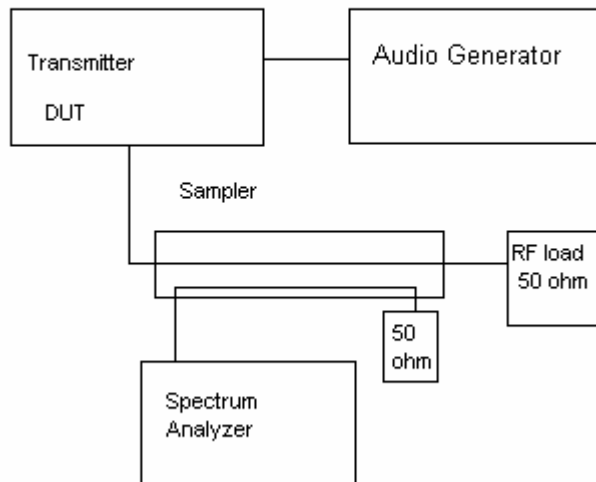 Transmitter
DUT
Audio Generator
Sampler
RF load
50 ohm
50
ohm
Spectrum
Analyzer